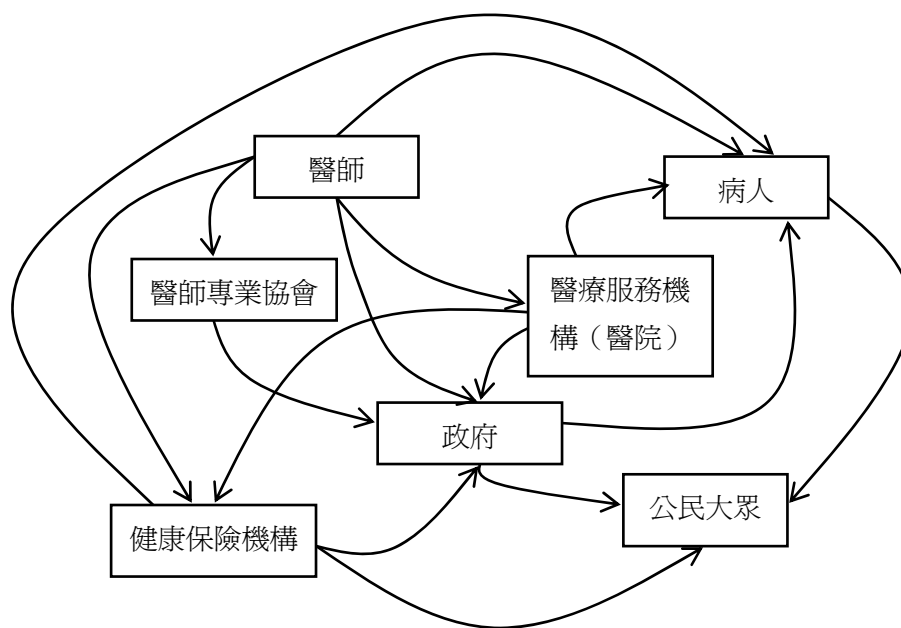 醫師
病人
醫師專業協會
醫療服務機
構（醫院）
政府
公民大眾
健康保險機構